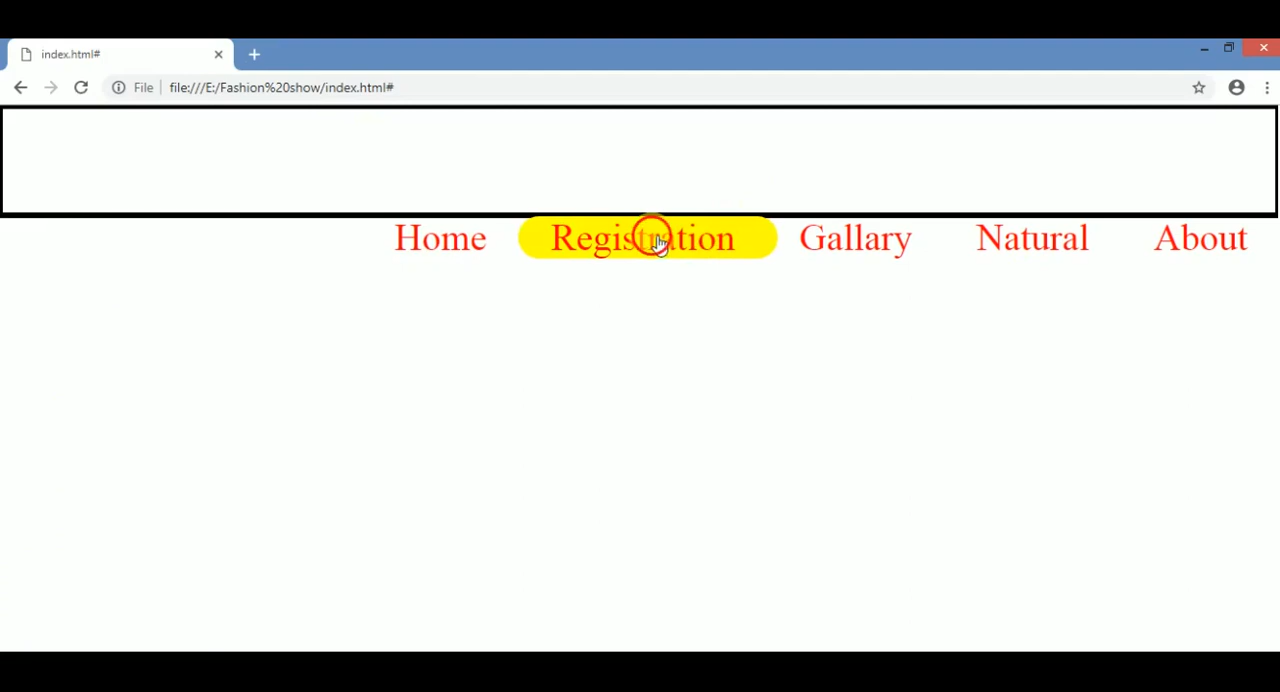 index.html#
File file:///E:/Fashion%20show/index.html#
Home Registration Gallary Natural About